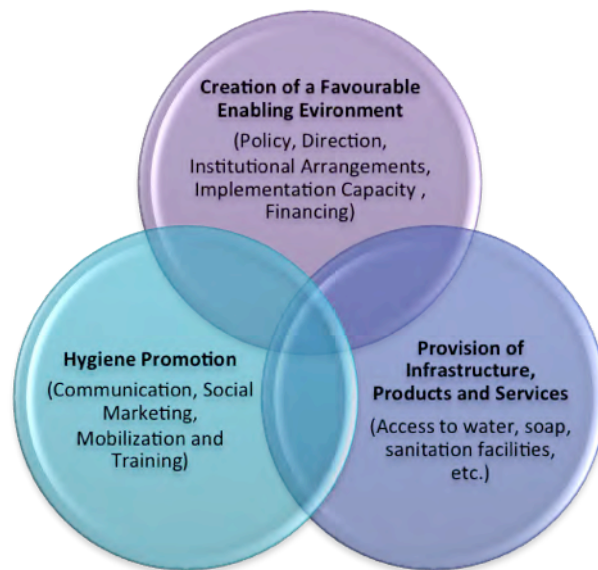 Creation of a Favourable
Enabling Evironment
(Policy, Direction,
Institutional Arrangements,
Implementation Capacity ,
Financing)
Hygiene Promotion
(Communication, Social
Marketing,
Mobilization and
Training)
Provision of
Infrastructure,
Products and Services
(Access to water, soap,
sanitation facilities,
etc.)